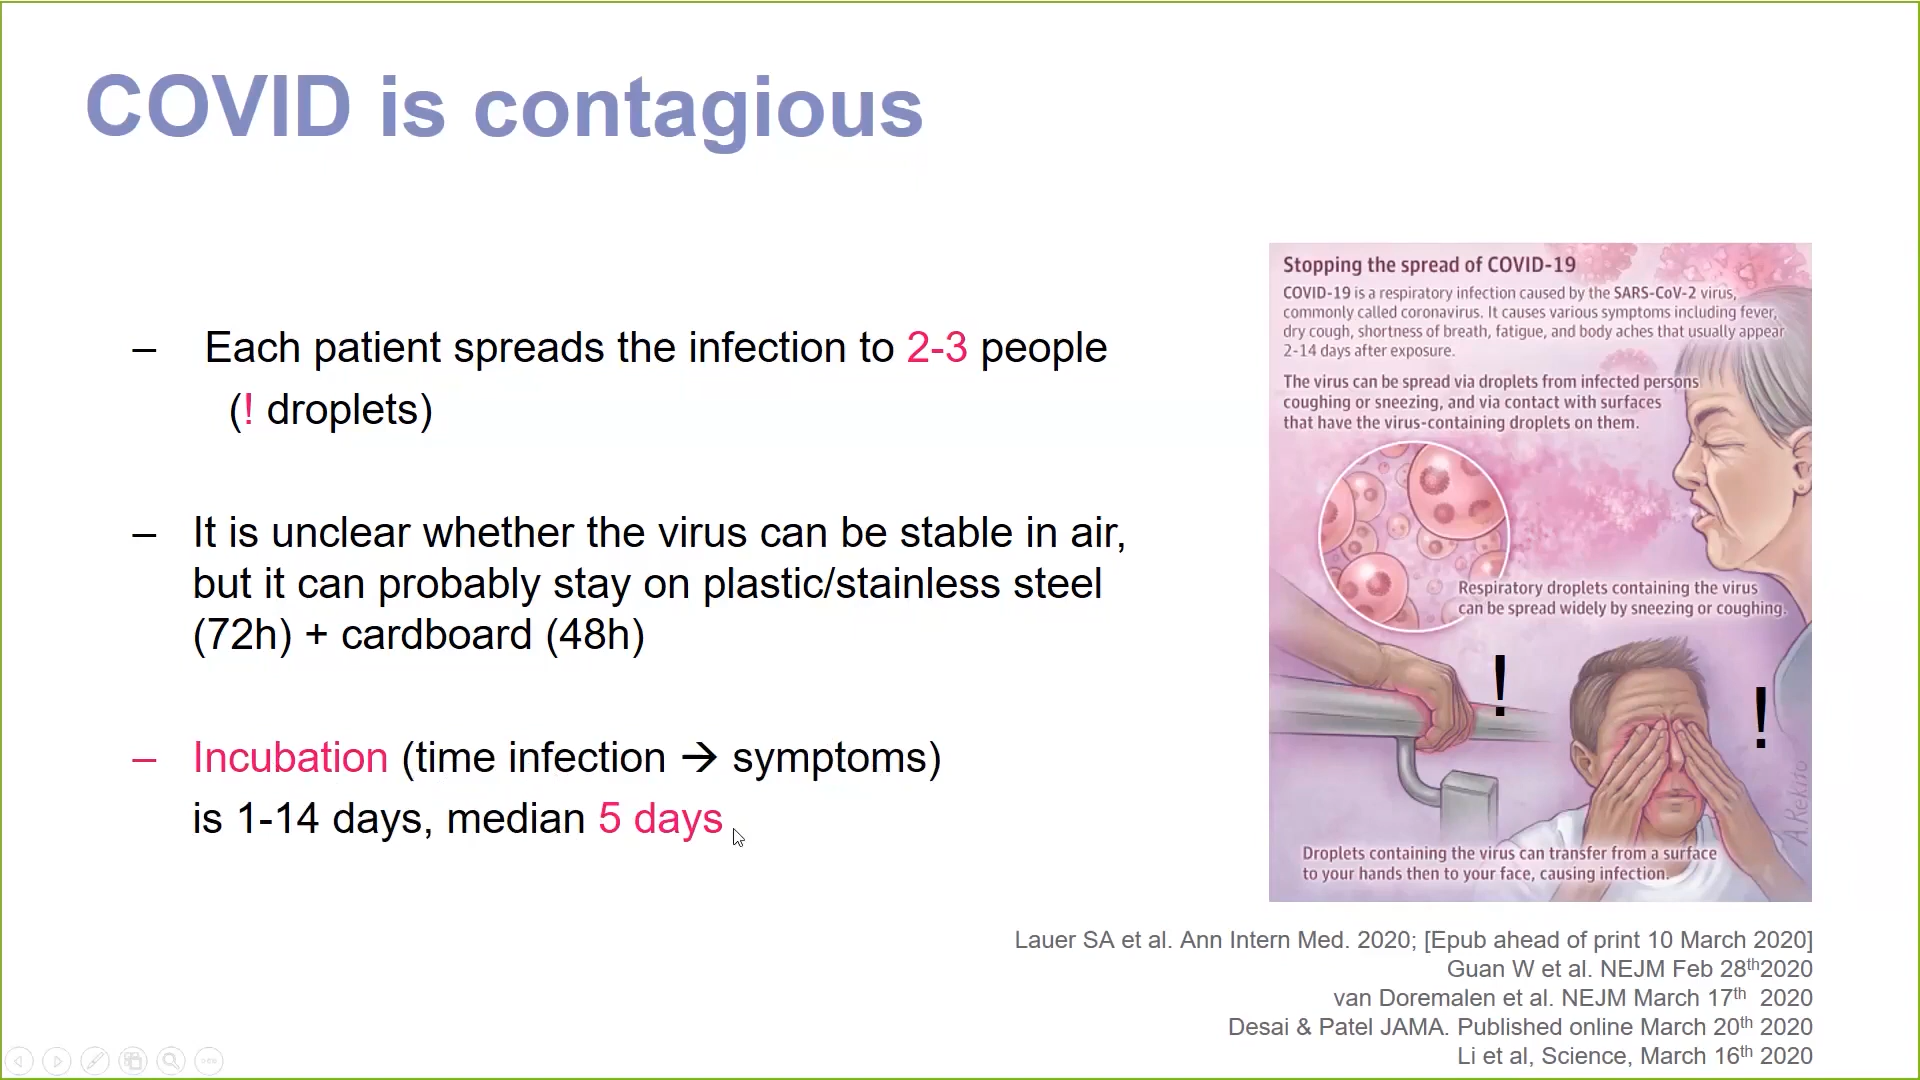 COVID is contagious
– Each patient spreads the infection to 2-3 people
(! droplets)
– It is unclear whether the virus can be stable in air,
but it can probably stay on plastic/stainless steel
(72h) + cardboard (48h)
– Incubation (time infection → symptoms)
is 1-14 days, median 5 days
Stopping the spread of COVID-19
COVID-19 is a respiratory infection caused by the SARS-CoV-2 virus,
commonly called coronavirus. It causes various symptoms including fever,
dry cough, shortness of breath, fatigue, and body aches that usually appear
2-14 days after exposure.
The virus can be spread via droplets from infected persons
coughing or sneezing, and via contact with surfaces
that have the virus-containing droplets on them.
Respiratory droplets containing the virus
can be spread widely by sneezing or coughing.
!
!
A.Rekito
Droplets containing the virus can transfer from a surface
to your hands then to your face, causing infection.
Lauer SA et al. Ann Intern Med. 2020; [Epub ahead of print 10 March 2020]
Guan W et al. NEJM Feb 28th2020
van Doremalen et al. NEJM March 17th 2020
Desai & Patel JAMA. Published online March 20th 2020
Li et al, Science, March 16th 2020